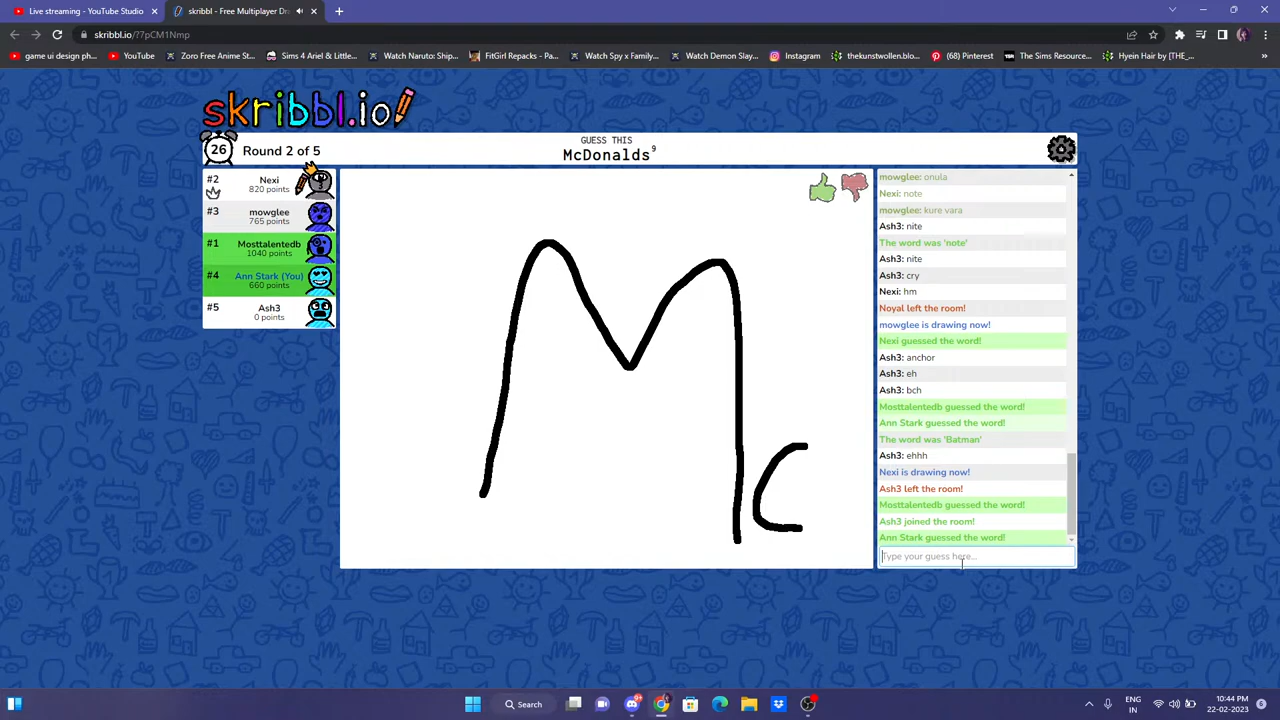 Live streaming - YouTube Studio
skribbl - Free Multiplayer Dr
skribbl.io/?7pCM1Nmp
game ui design ph...
YouTube
Zoro Free Anime St...
Sims 4 Ariel & Little...
Watch Naruto: Ship...
FitGirl Repacks - Pa...
Watch Spy x Family...
Watch Demon Slay...
Instagram
thekunstwollen.blo...
(68) Pinterest
The Sims Resource...
Hyein Hair by [THE_...
skribbl.io
26
Round 2 of 5
GUESS THIS
McDonalds9
#2
Nexi
820 points
#3
mowglee
765 points
#1
Mosttalentedb
1040 points
#4
Ann Stark (You)
660 points
#5
Ash3
0 points
Mc
mowglee: onula
Nexi: note
mowglee: kure vara
Ash3: nite
The word was 'note'
Ash3: nite
Ash3: cry
Nexi: hm
Noyal left the room!
mowglee is drawing now!
Nexi guessed the word!
Ash3: anchor
Ash3: eh
Ash3: bch
Mosttalentedb guessed the word!
Ann Stark guessed the word!
The word was 'Batman'
Ash3: ehhh
Nexi is drawing now!
Ash3 left the room!
Mosttalentedb guessed the word!
Ash3 joined the room!
Ann Stark guessed the word!
Type your guess here...
Search
ENG
IN
10:44 PM
22-02-2023